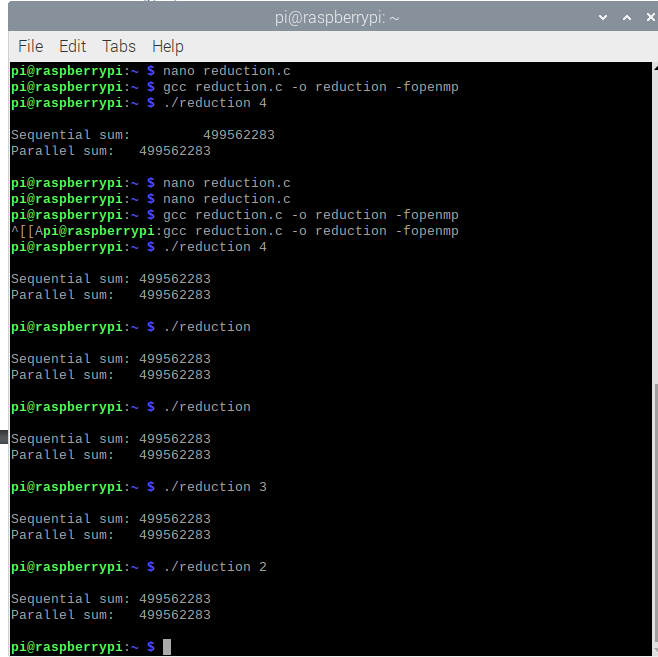 pi@raspberrypi: ~
File Edit Tabs Help
pi@raspberrypi:~ $ nano reduction.c
pi@raspberrypi:~ $ gcc reduction.c -o reduction -fopenmp
pi@raspberrypi:~ $ ./reduction 4
Sequential sum:         499562283
Parallel sum:   499562283
pi@raspberrypi:~ $ nano reduction.c
pi@raspberrypi:~ $ nano reduction.c
pi@raspberrypi:~ $ gcc reduction.c -o reduction -fopenmp
^[[Api@raspberrypi:gcc reduction.c -o reduction -fopenmp
pi@raspberrypi:~ $ ./reduction 4
Sequential sum: 499562283
Parallel sum:   499562283
pi@raspberrypi:~ $ ./reduction
Sequential sum: 499562283
Parallel sum:   499562283
pi@raspberrypi:~ $ ./reduction
Sequential sum: 499562283
Parallel sum:   499562283
pi@raspberrypi:~ $ ./reduction 3
Sequential sum: 499562283
Parallel sum:   499562283
pi@raspberrypi:~ $ ./reduction 2
Sequential sum: 499562283
Parallel sum:   499562283
pi@raspberrypi:~ $